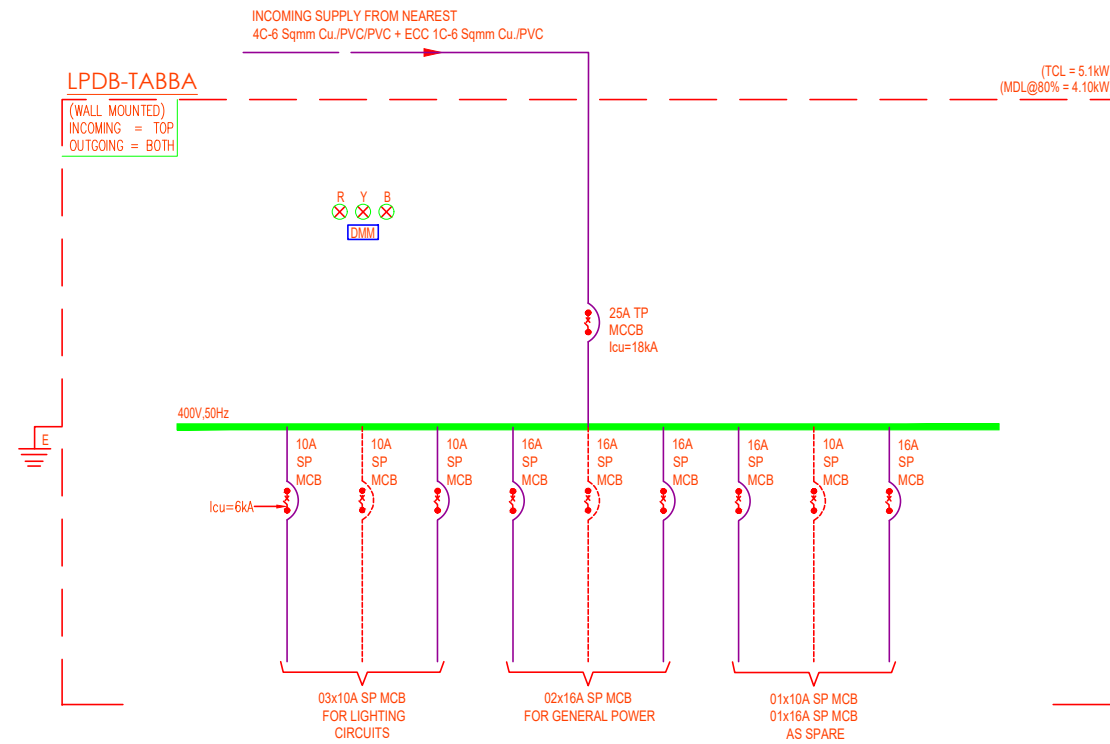 INCOMING SUPPLY FROM NEAREST
4C-6 Sqmm Cu./PVC/PVC + ECC 1C-6 Sqmm Cu./PVC
LPDB-TABBA
(TCL = 5.1kW
(MDL@80% = 4.10kW
(WALL MOUNTED)
INCOMING = TOP
OUTGOING = BOTH
R Y B
DMM
25A TP
MCCB
Icu=18kA
400V,50Hz
E
10A
SP
MCB
10A
SP
MCB
10A
SP
MCB
16A
SP
MCB
16A
SP
MCB
16A
SP
MCB
16A
SP
MCB
10A
SP
MCB
16A
SP
MCB
Icu=6kA
03x10A SP MCB
FOR LIGHTING
CIRCUITS
02x16A SP MCB
FOR GENERAL POWER
01x10A SP MCB
01x16A SP MCB
AS SPARE